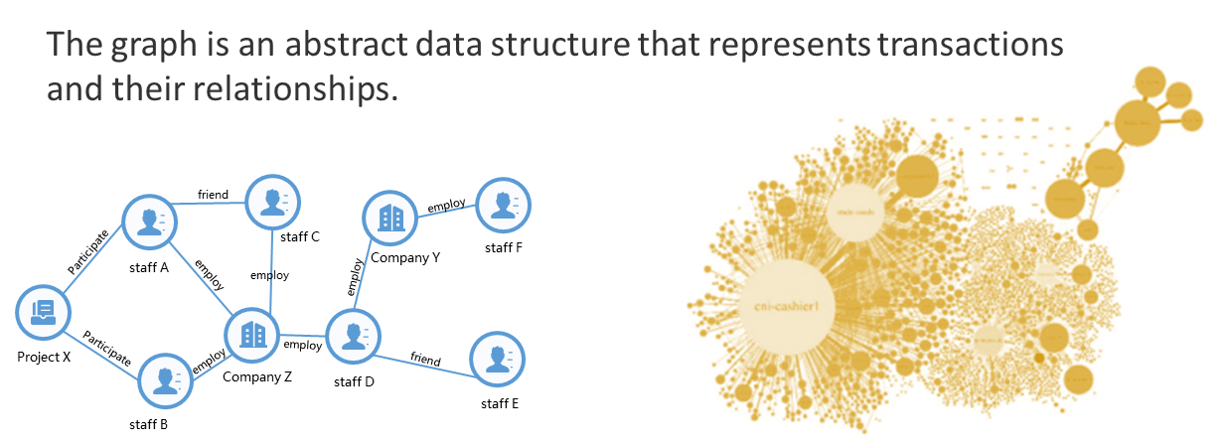 The graph is an abstract data structure that represents transactions
and their relationships.
friend
staff C
Participate
staff A
employ
employ
Project X
Participate
employ
staff B
Company Z
employ
staff D
employ
Company Y
employ
staff F
friend
staff E
cni-cashier1